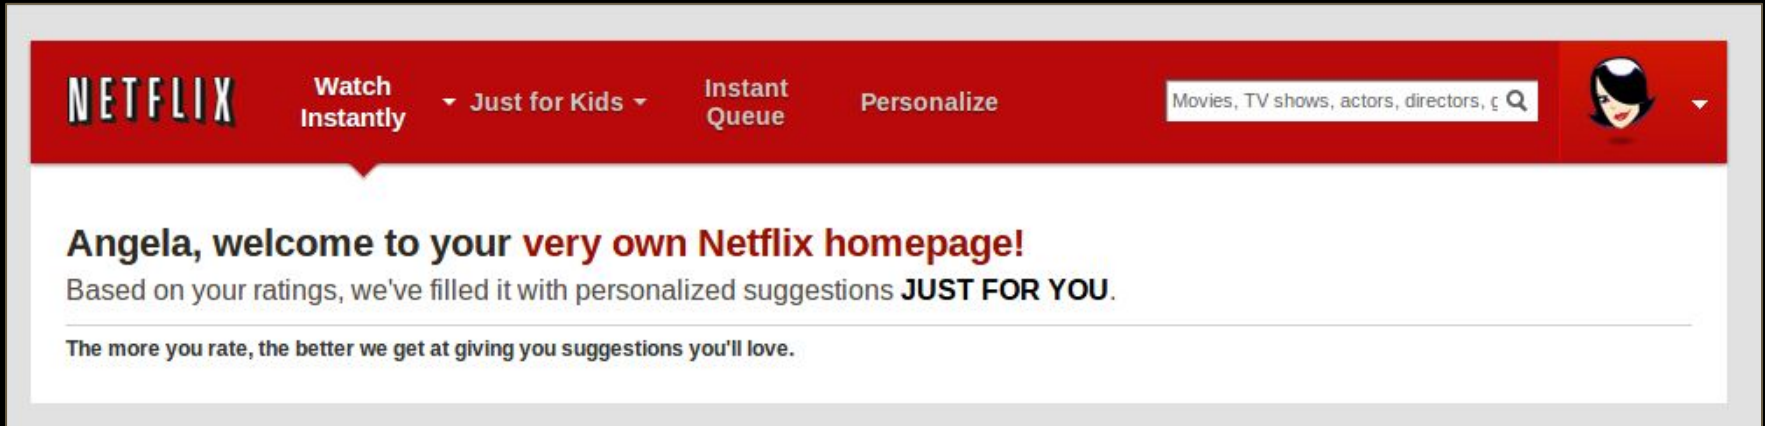 NETFLIX
Watch
Instantly
Just for Kids
Instant
Queue
Personalize
Movies, TV shows, actors, directors, g
Angela, welcome to your very own Netflix homepage!
Based on your ratings, we've filled it with personalized suggestions JUST FOR YOU.
The more you rate, the better we get at giving you suggestions you'll love.